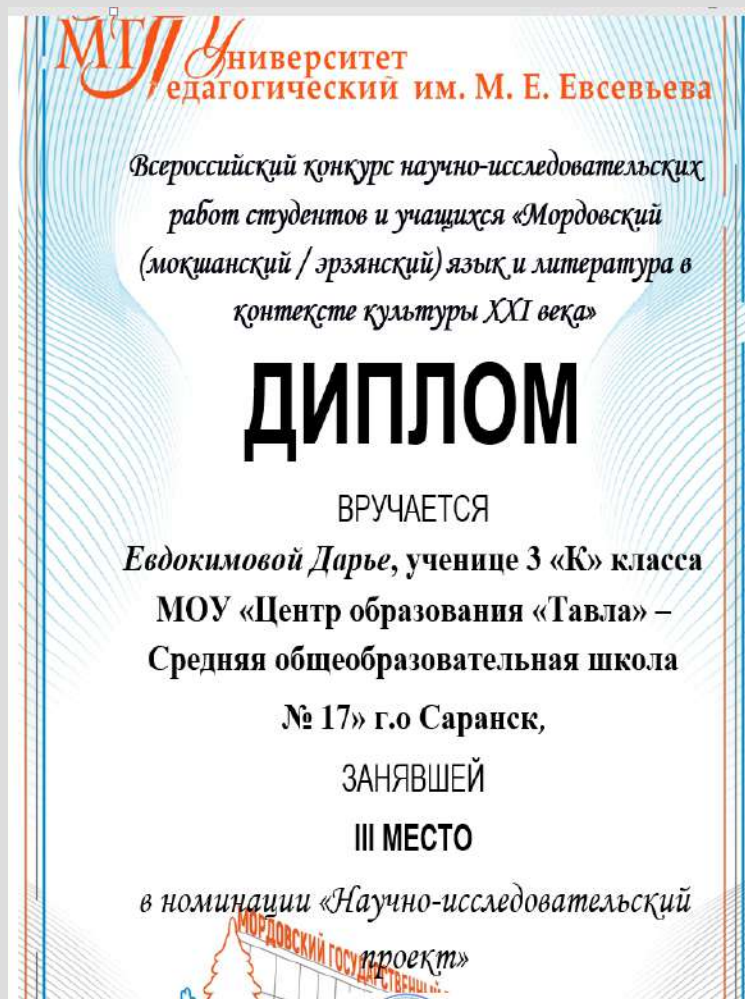 МГПУ
Университет
Педагогический им. М. Е. Евсевьева
Всероссийский конкурс научно-исследовательских
работ студентов и учащихся «Мордовский
(мокшанский / эрзянский) язык и литература в
контексте культуры XXI века»
ДИПЛОМ
ВРУЧАЕТСЯ
Евдокимовой Дарье, ученице 3 «К» класса
МОУ «Центр образования «Тавла» –
Средняя общеобразовательная школа
№ 17» г.о Саранск,
ЗАНЯВШЕЙ
III МЕСТО
в номинации «Научно-исследовательский
проект»
МОРДОВСКИЙ ГОСУДАРСТВЕННЫЙ